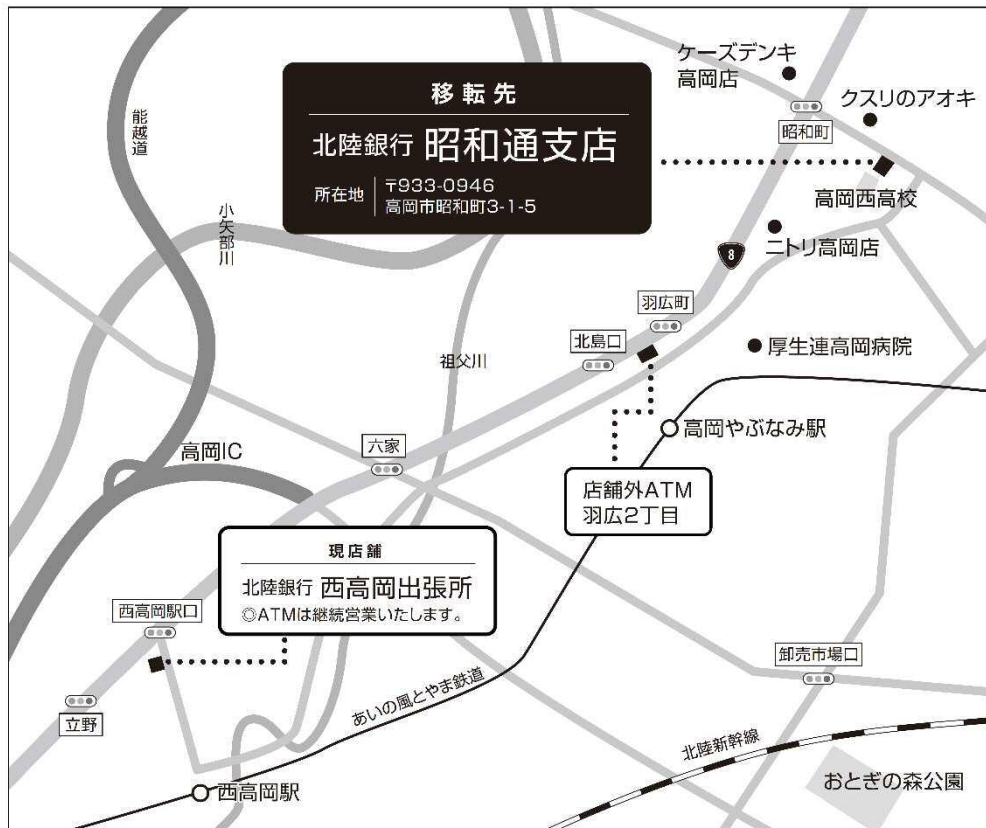 ケーズデンキ
高岡店
移転先
クスリのアオキ
能越道
昭和町
北陸銀行 昭和通支店
所在地
〒933-0946
高岡市昭和町3-1-5
高岡西高校
小矢部川
ニトリ高岡店
8
羽広町
北島口
厚生連高岡病院
祖父川
高岡やぶなみ駅
六家
高岡IC
店舗外ATM
羽広2丁目
現店舗
北陸銀行 西高岡出張所
◎ATMは継続営業いたします。
西高岡駅口
卸売市場口
あいの風とやま鉄道
立野
北陸新幹線
おとぎの森公園
西高岡駅